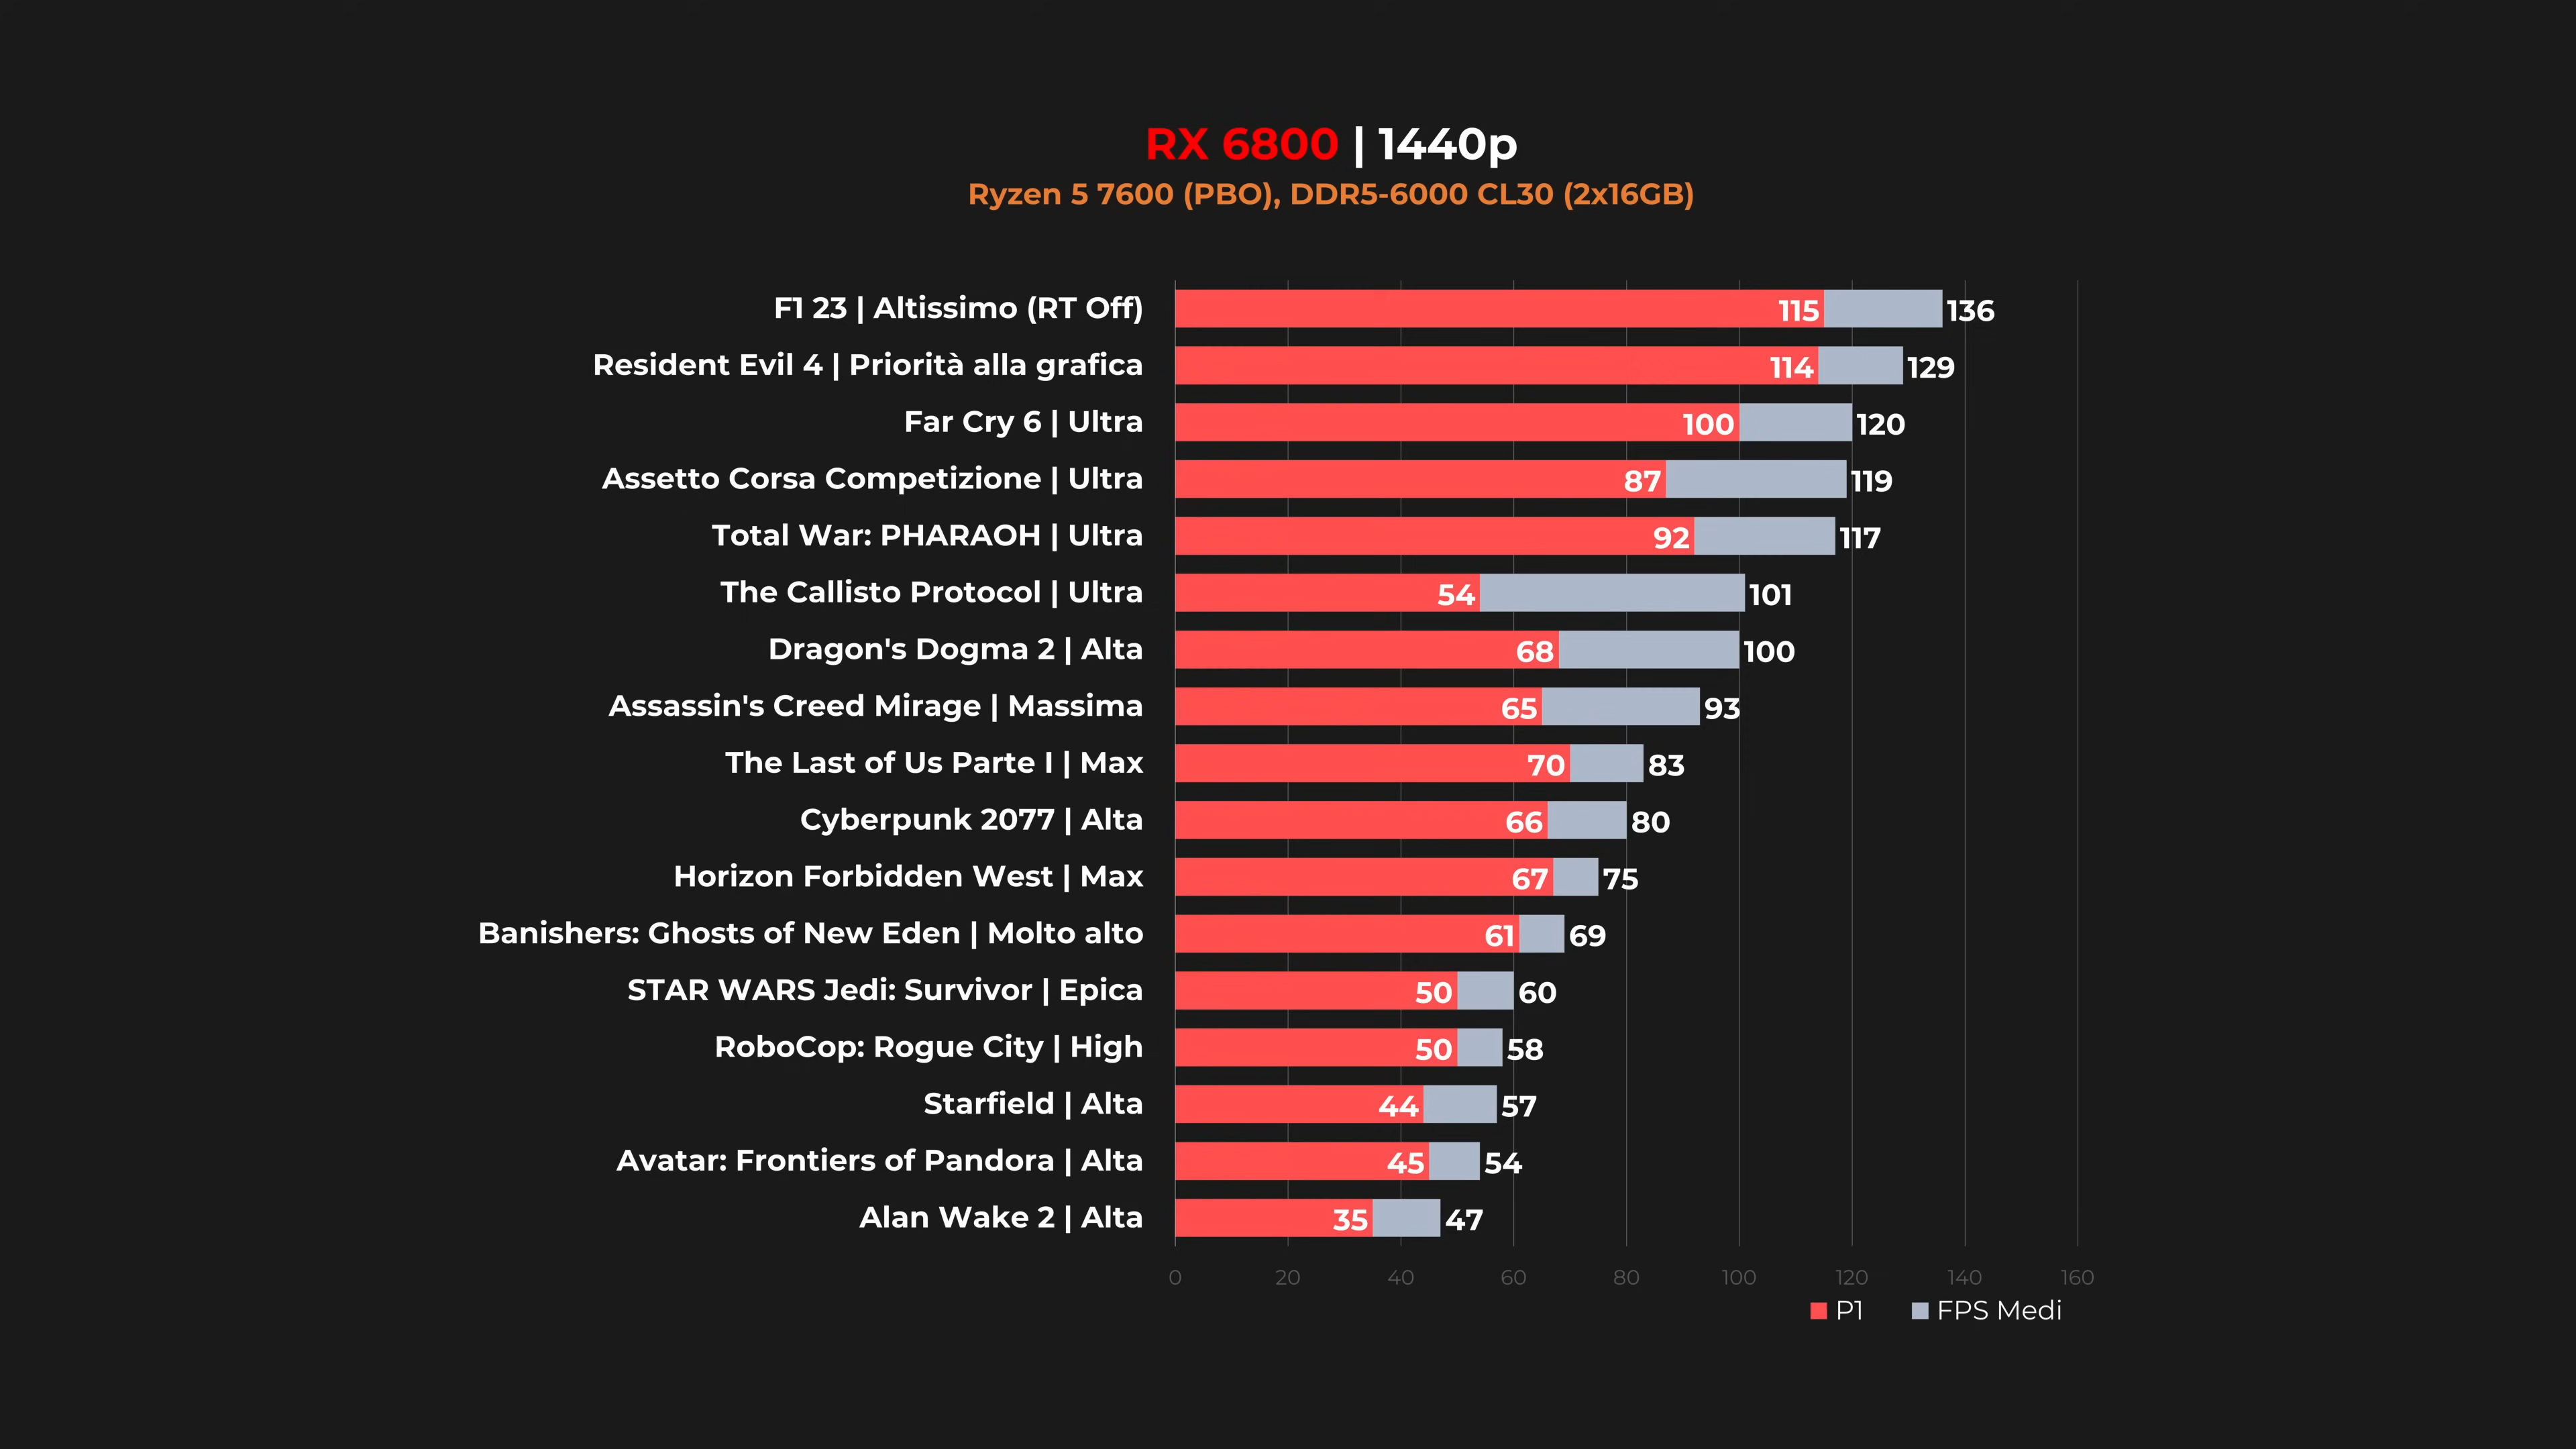 RX 6800 | 1440p
Ryzen 5 7600 (PBO), DDR5-6000 CL30 (2x16GB)
F1 23 | Altissimo (RT Off) 115 136
Resident Evil 4 | Priorità alla grafica 114 129
Far Cry 6 | Ultra 100 120
Assetto Corsa Competizione | Ultra 87 119
Total War: PHARAOH | Ultra 92 117
The Callisto Protocol | Ultra 54 101
Dragon's Dogma 2 | Alta 68 100
Assassin's Creed Mirage | Massima 65 93
The Last of Us Parte I | Max 70 83
Cyberpunk 2077 | Alta 66 80
Horizon Forbidden West | Max 67 75
Banishers: Ghosts of New Eden | Molto alto 61 69
STAR WARS Jedi: Survivor | Epica 50 60
RoboCop: Rogue City | High 50 58
Starfield | Alta 44 57
Avatar: Frontiers of Pandora | Alta 45 54
Alan Wake 2 | Alta 35 47
0 20 40 60 80 100 120 140 160
P1 FPS Medi